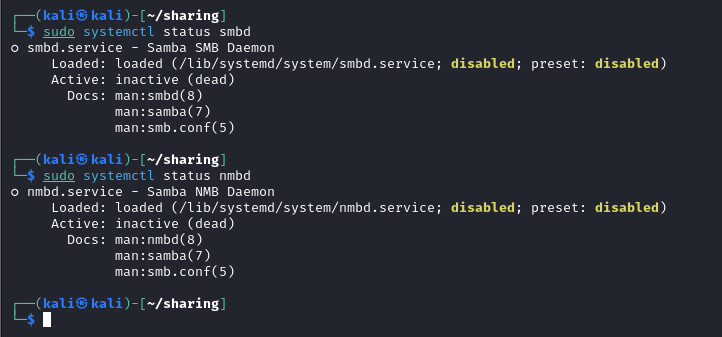 ┌──(kali㉿kali)-[~/sharing]
└─$ sudo systemctl status smbd
○ smbd.service - Samba SMB Daemon
     Loaded: loaded (/lib/systemd/system/smbd.service; disabled; preset: disabled)
     Active: inactive (dead)
       Docs: man:smbd(8)
             man:samba(7)
             man:smb.conf(5)
┌──(kali㉿kali)-[~/sharing]
└─$ sudo systemctl status nmbd
○ nmbd.service - Samba NMB Daemon
     Loaded: loaded (/lib/systemd/system/nmbd.service; disabled; preset: disabled)
     Active: inactive (dead)
       Docs: man:nmbd(8)
             man:samba(7)
             man:smb.conf(5)
┌──(kali㉿kali)-[~/sharing]
└─$